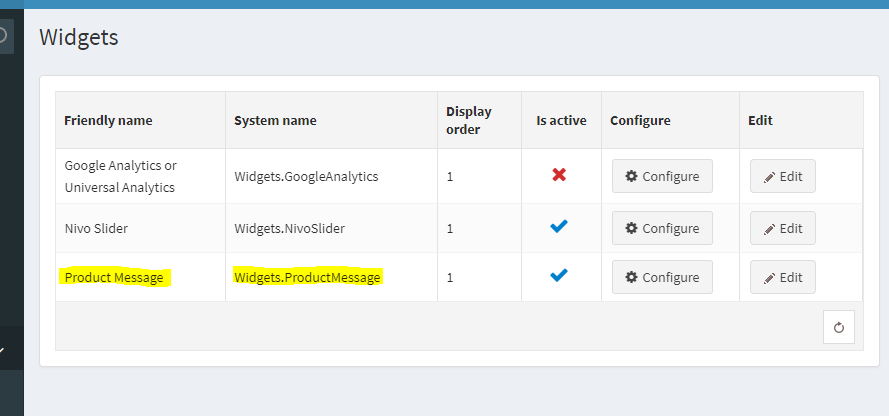 Widgets
Friendly name System name Display order Is active Configure Edit
Google Analytics or Universal Analytics Widgets.GoogleAnalytics 1 Configure Edit
Nivo Slider Widgets.NivoSlider 1 Configure Edit
Product Message Widgets.ProductMessage 1 Configure Edit